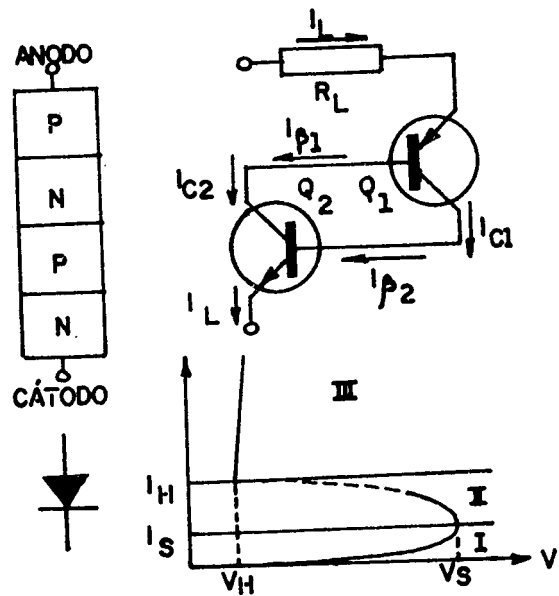 ANODO
P
N
P
N
CÁTODO
I_L
R_L
I_β1
I_C2
Q_2
Q_1
I_C1
I_β2
I_L
III
I_H
II
I_S
I
V_H
V_S
V